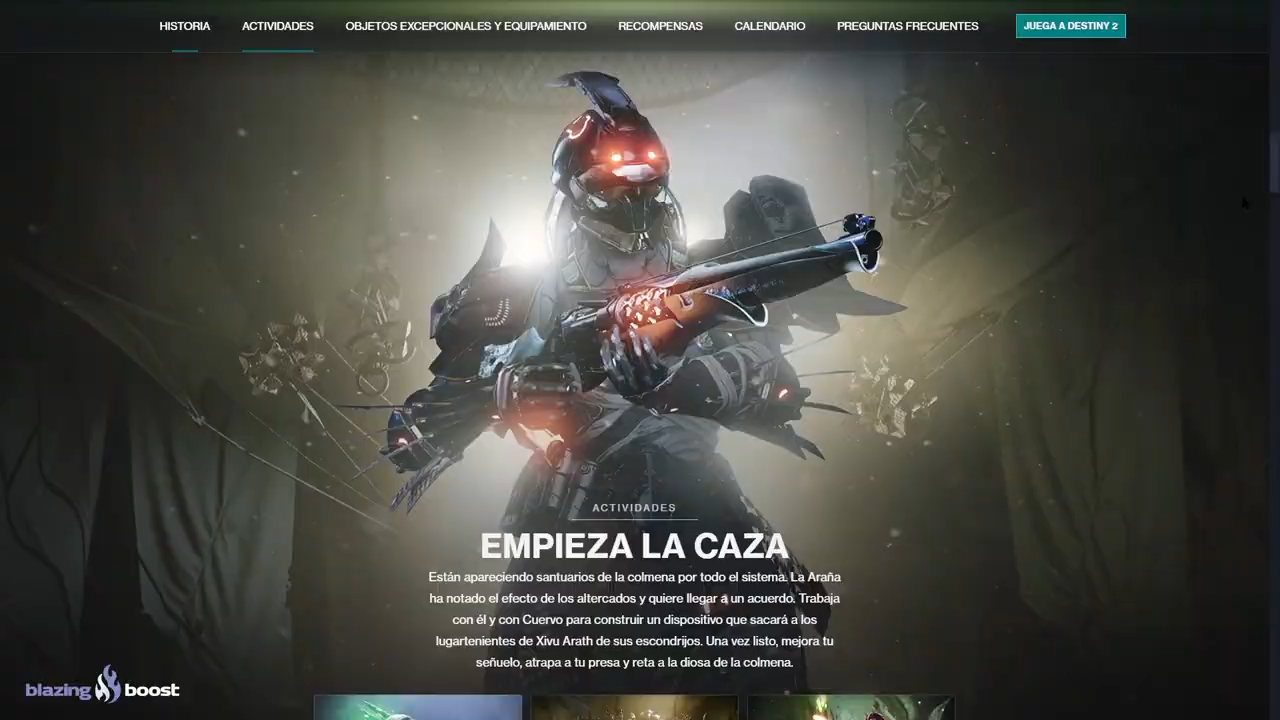 HISTORIA ACTIVIDADES OBJETOS EXCEPCIONALES Y EQUIPAMIENTO RECOMPENSAS CALENDARIO PREGUNTAS FRECUENTES JUEGA A DESTINY 2
ACTIVIDADES
EMPIEZA LA CAZA
Están apareciendo santuarios de la colmena por todo el sistema. La Araña
ha notado el efecto de los altercados y quiere llegar a un acuerdo. Trabaja
con él y con Cuervo para construir un dispositivo que sacará a los
lugartenientes de Xivu Arath de sus escondrijos. Una vez listo, mejora tu
señuelo, atrapa a tu presa y reta a la diosa de la colmena.
blazing boost